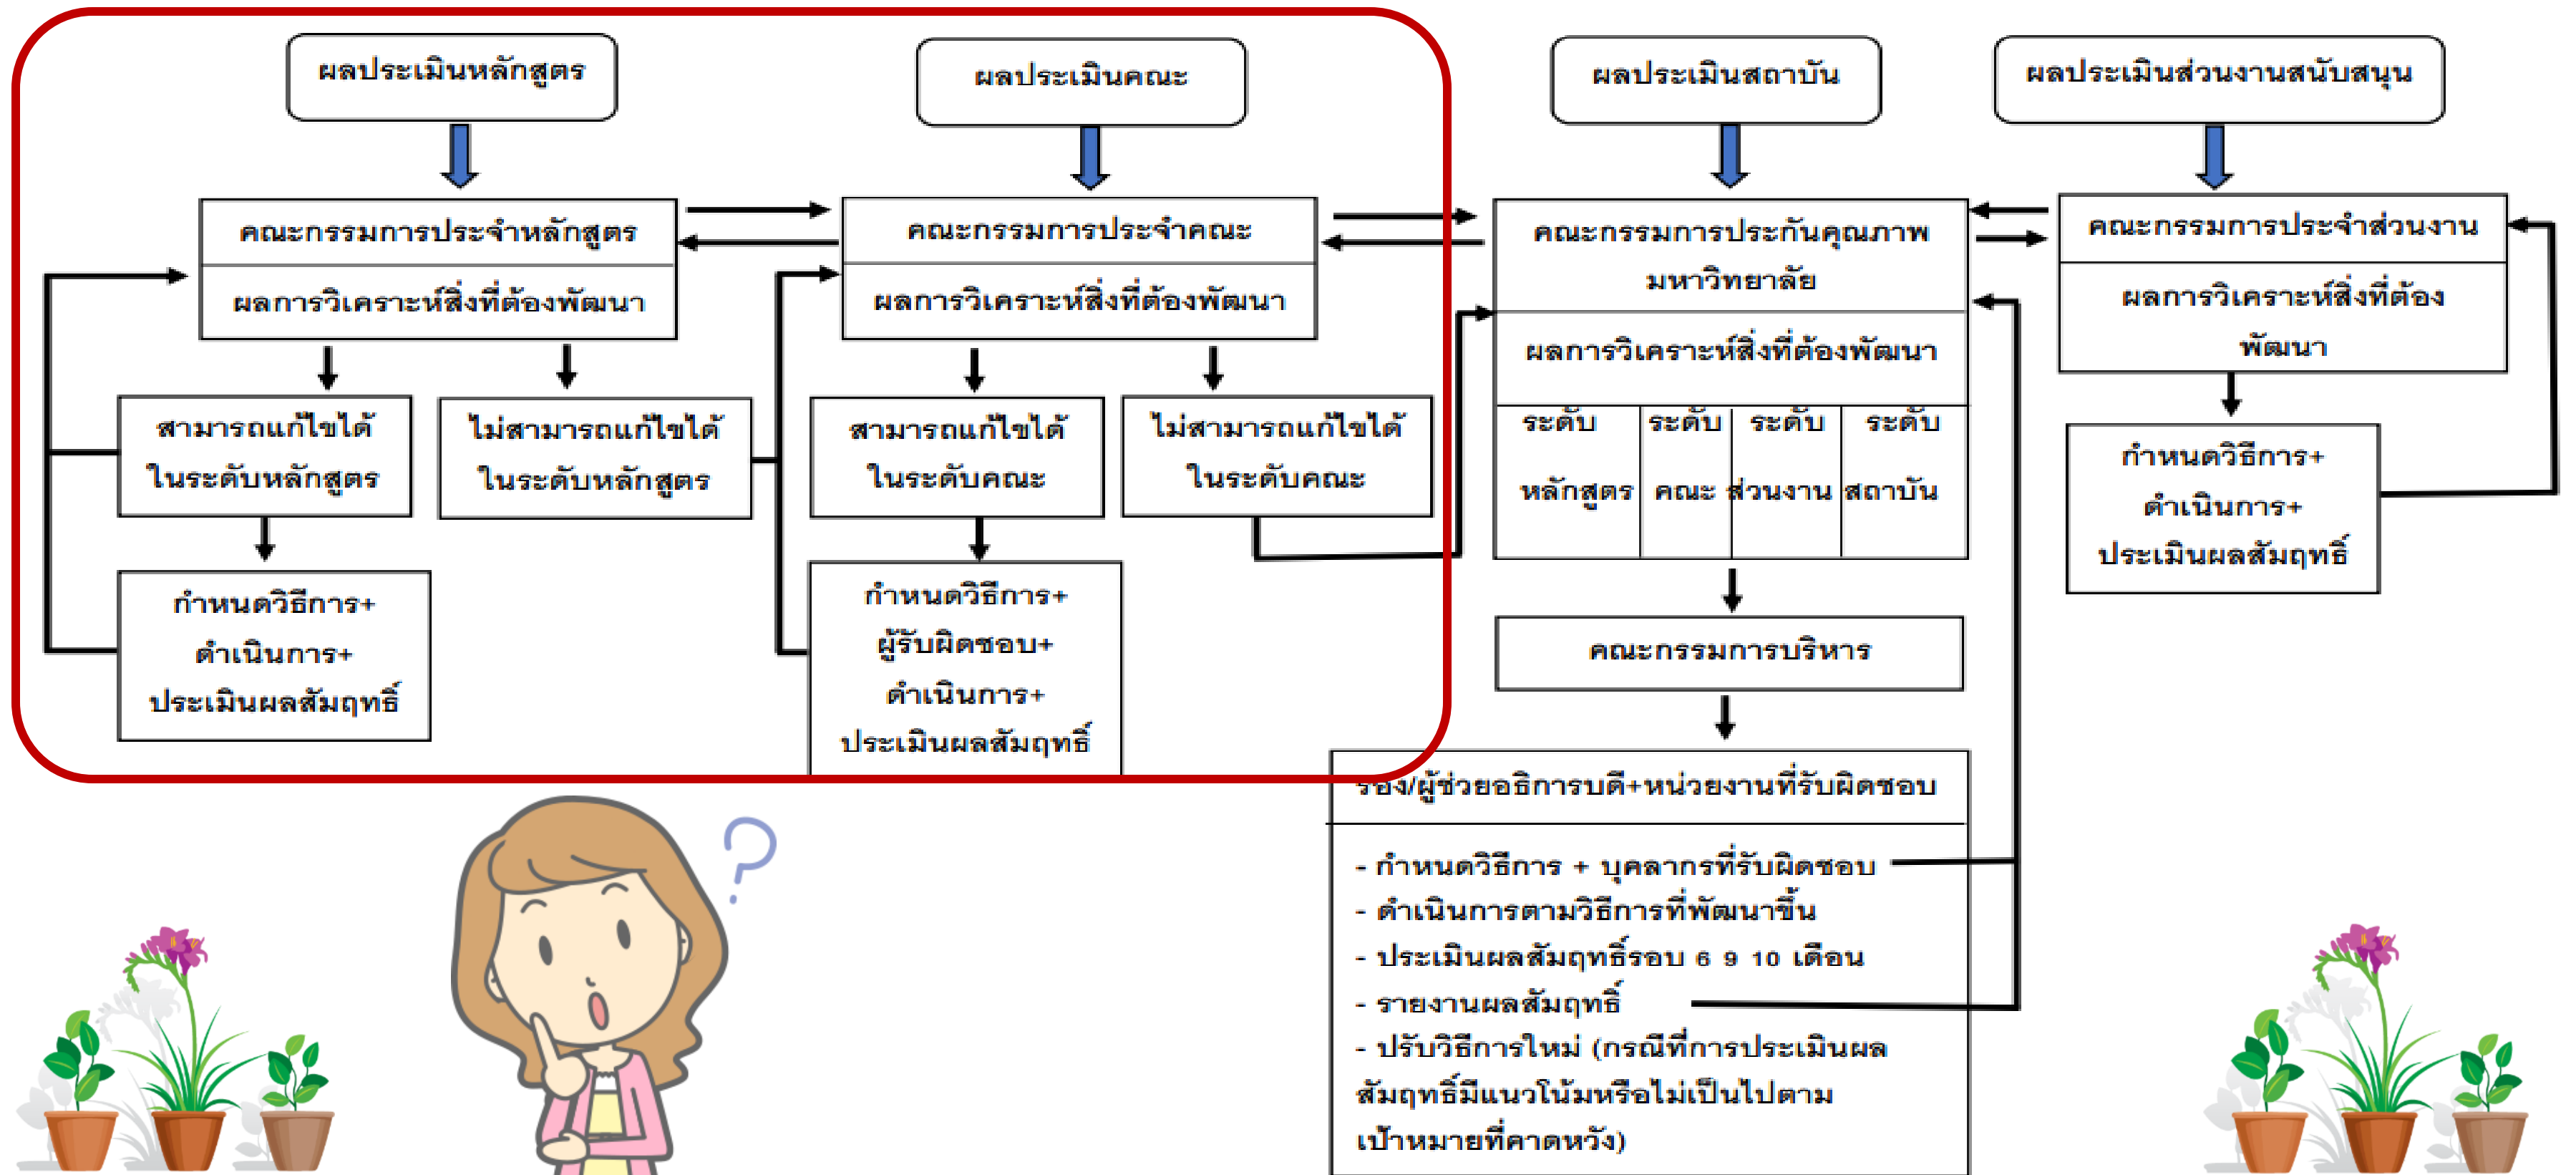 ผลประเมินหลักสูตร
คณะกรรมการประจำหลักสูตร
ผลการวิเคราะห์สิ่งที่ต้องพัฒนา
สามารถแก้ไขได้
ในระดับหลักสูตร
ไม่สามารถแก้ไขได้
ในระดับหลักสูตร
กำหนดวิธีการ+
ดำเนินการ+
ประเมินผลสัมฤทธิ์
ผลประเมินคณะ
คณะกรรมการประจำคณะ
ผลการวิเคราะห์สิ่งที่ต้องพัฒนา
สามารถแก้ไขได้
ในระดับคณะ
ไม่สามารถแก้ไขได้
ในระดับคณะ
กำหนดวิธีการ+
ผู้รับผิดชอบ+
ดำเนินการ+
ประเมินผลสัมฤทธิ์
ผลประเมินสถาบัน
คณะกรรมการประกันคุณภาพ
มหาวิทยาลัย
ผลการวิเคราะห์สิ่งที่ต้องพัฒนา
ระดับ ระดับ ระดับ ระดับ
หลักสูตร คณะ ส่วนงาน สถาบัน
คณะกรรมการบริหาร
รอง/ผู้ช่วยอธิการบดี+หน่วยงานที่รับผิดชอบ
- กำหนดวิธีการ + บุคลากรที่รับผิดชอบ
- ดำเนินการตามวิธีการที่พัฒนาขึ้น
- ประเมินผลสัมฤทธิ์รอบ 6 9 10 เดือน
- รายงานผลสัมฤทธิ์
- ปรับวิธีการใหม่ (กรณีที่การประเมินผล
สัมฤทธิ์มีแนวโน้มหรือไม่เป็นไปตาม
เป้าหมายที่คาดหวัง)
ผลประเมินส่วนงานสนับสนุน
คณะกรรมการประจำส่วนงาน
ผลการวิเคราะห์สิ่งที่ต้อง
พัฒนา
กำหนดวิธีการ+
ดำเนินการ+
ประเมินผลสัมฤทธิ์
?